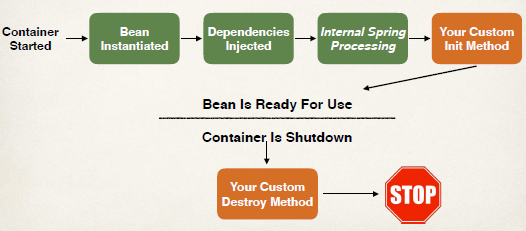 Container
Started
Bean
Instantiated
Dependencies
Injected
Internal Spring
Processing
Your Custom
Init Method
Bean Is Ready For Use
Container Is Shutdown
Your Custom
Destroy Method
STOP